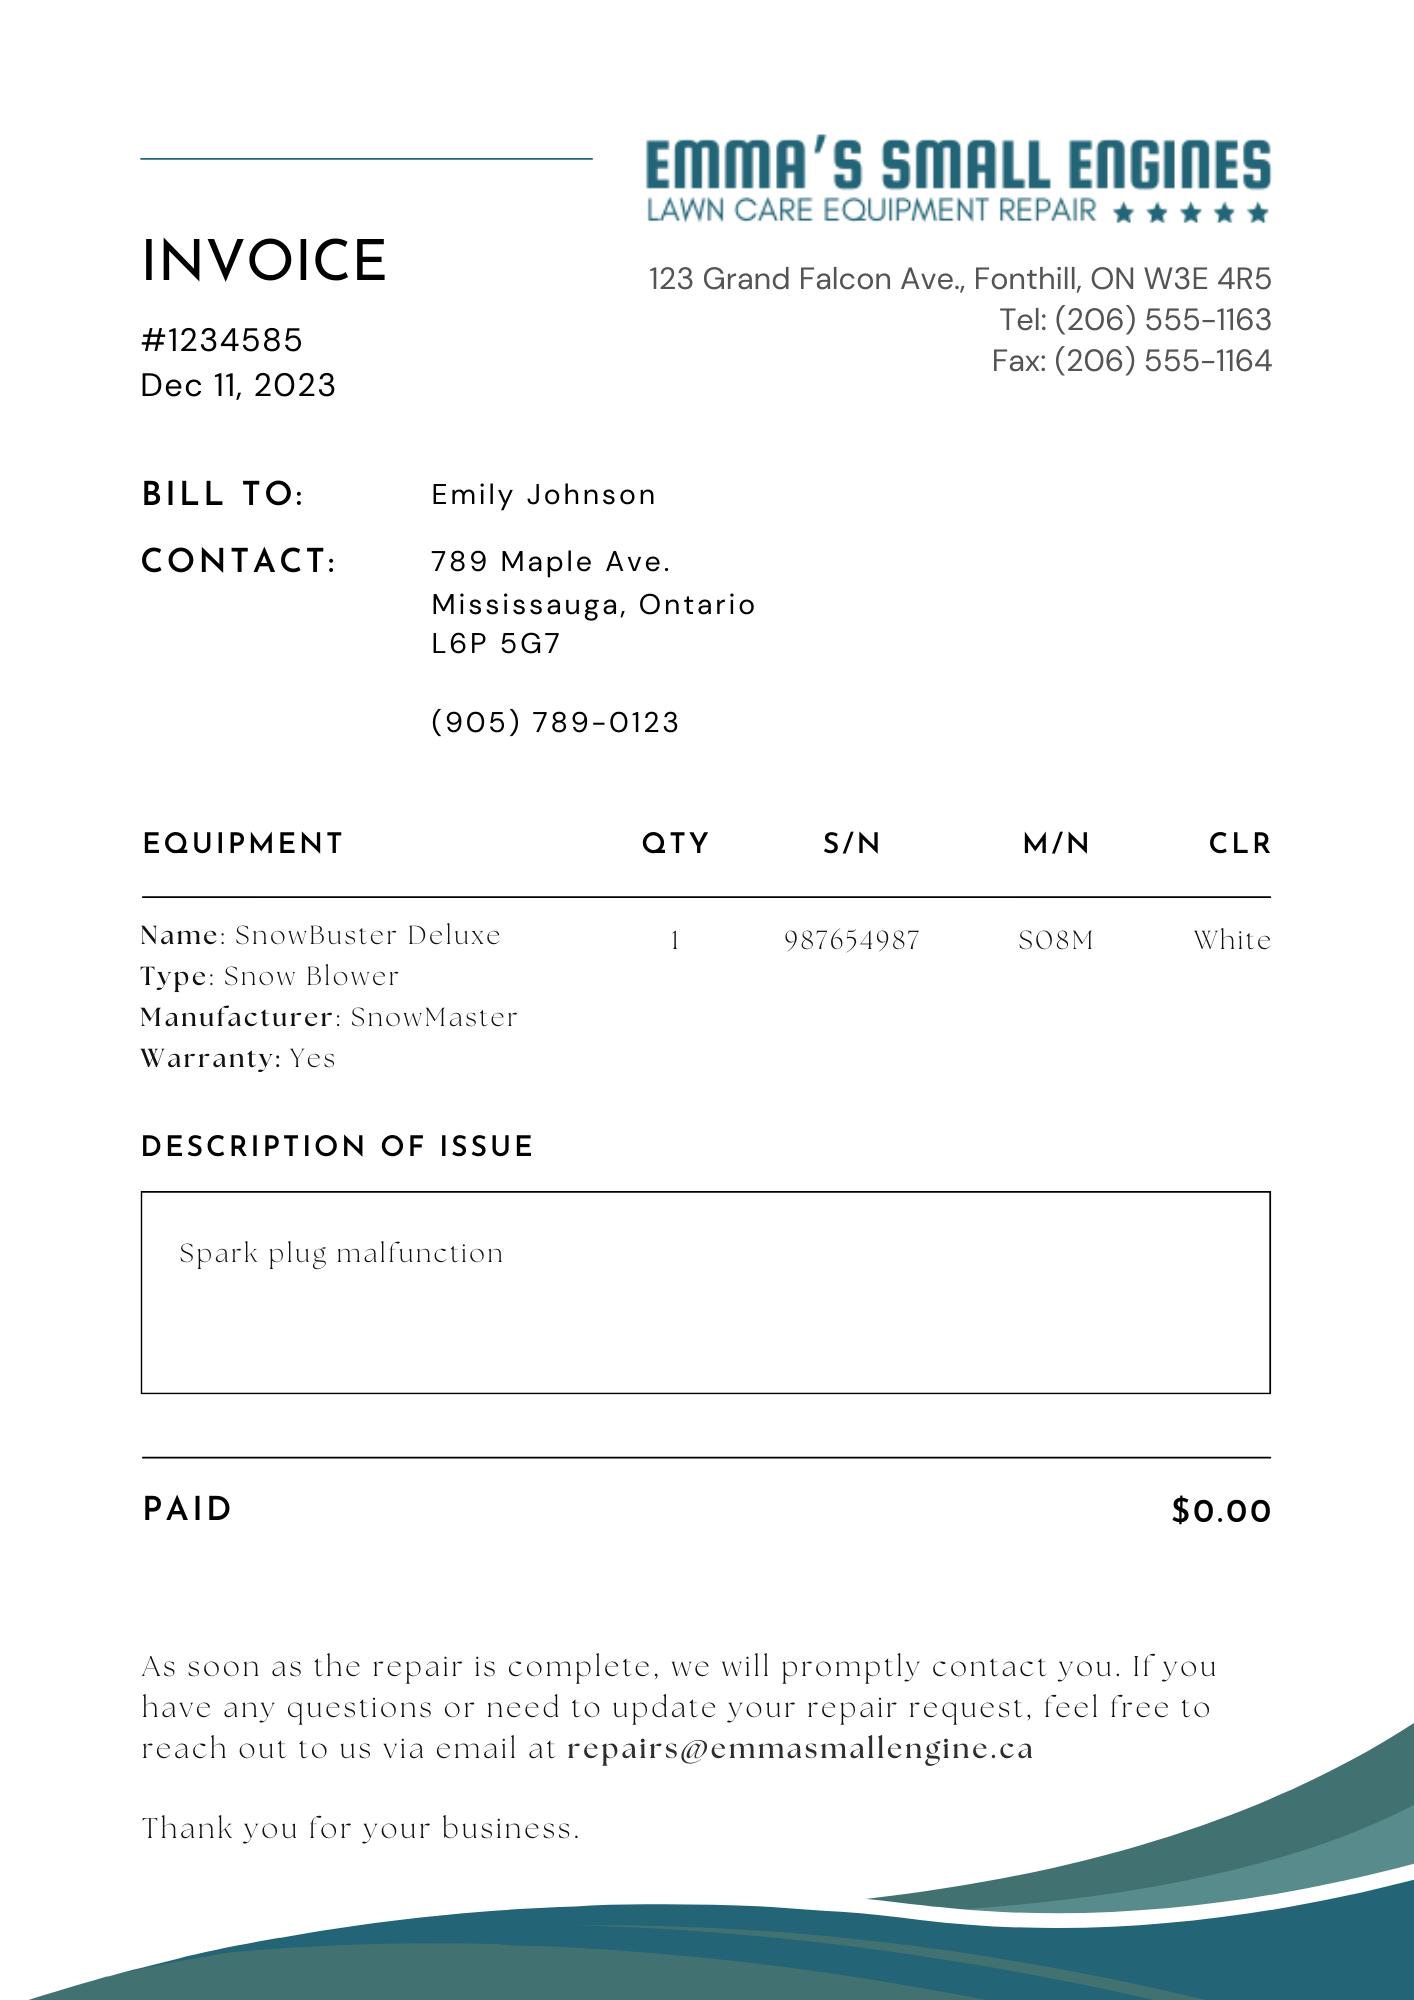 EMMA'S SMALL ENGINES
LAWN CARE EQUIPMENT REPAIR
INVOICE
#1234585
Dec 11, 2023
123 Grand Falcon Ave., Fonthill, ON W3E 4R5
Tel: (206) 555-1163
Fax: (206) 555-1164
BILL TO: Emily Johnson
CONTACT: 789 Maple Ave.
Mississauga, Ontario
L6P 5G7
(905) 789-0123
EQUIPMENT QTY S/N M/N CLR
Name: SnowBuster Deluxe 1 987654987 SO8M White
Type: Snow Blower
Manufacturer: SnowMaster
Warranty: Yes
DESCRIPTION OF ISSUE
Spark plug malfunction
PAID $0.00
As soon as the repair is complete, we will promptly contact you. If you
have any questions or need to update your repair request, feel free to
reach out to us via email at repairs@emmasmallengine.ca
Thank you for your business.